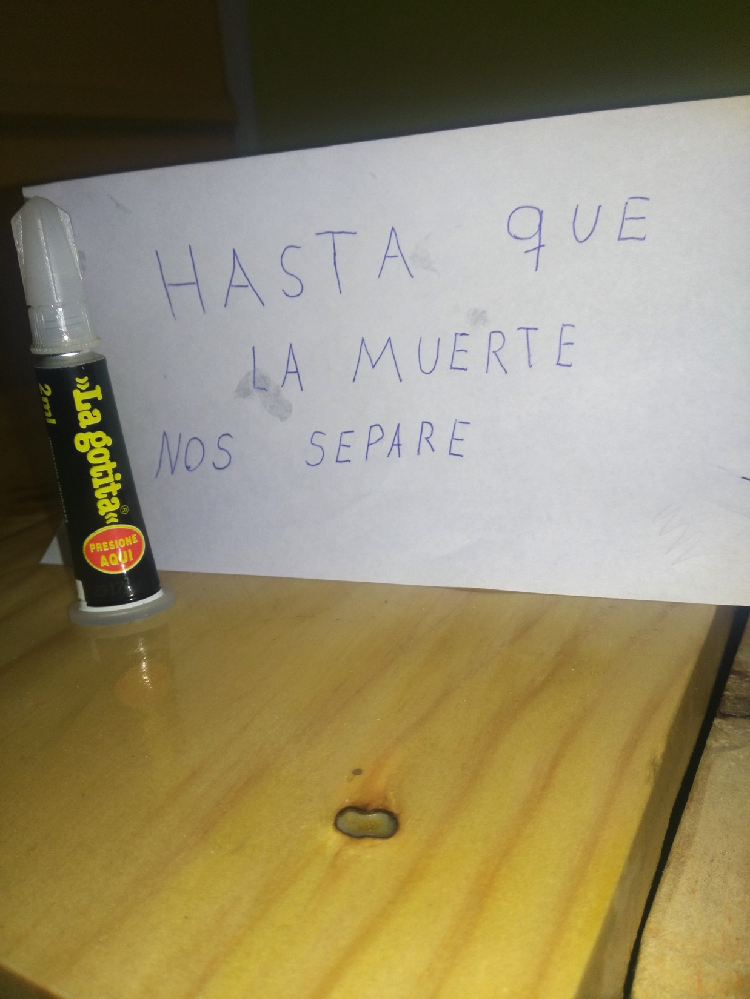 HASTA qUE
LA MUERTE
NOS SEPARE
»La gotita«®
2ml
PRESIONE
AQUI